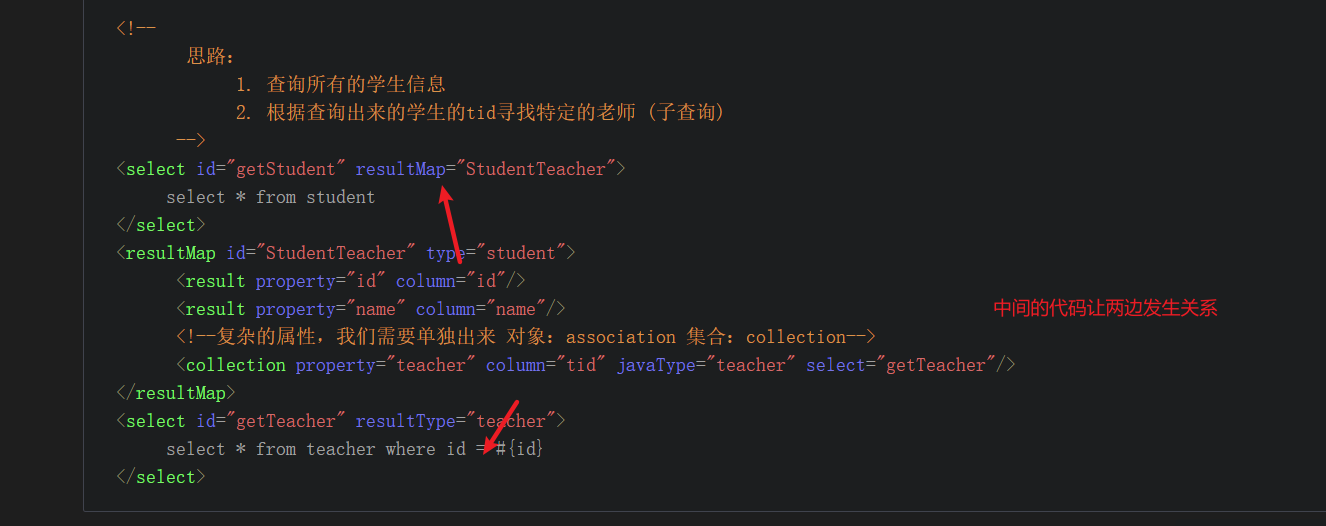 <!--
思路：
1. 查询所有的学生信息
2. 根据查询出来的学生的tid寻找特定的老师 (子查询)
-->
<select id="getStudent" resultMap="StudentTeacher">
select * from student
</select>
<resultMap id="StudentTeacher" type="student">
<result property="id" column="id"/>
<result property="name" column="name"/>
中间的代码让两边发生关系
<!--复杂的属性，我们需要单独出来 对象：association 集合：collection-->
<collection property="teacher" column="tid" javaType="teacher" select="getTeacher"/>
</resultMap>
<select id="getTeacher" resultType="teacher">
select * from teacher where id = #{id}
</select>